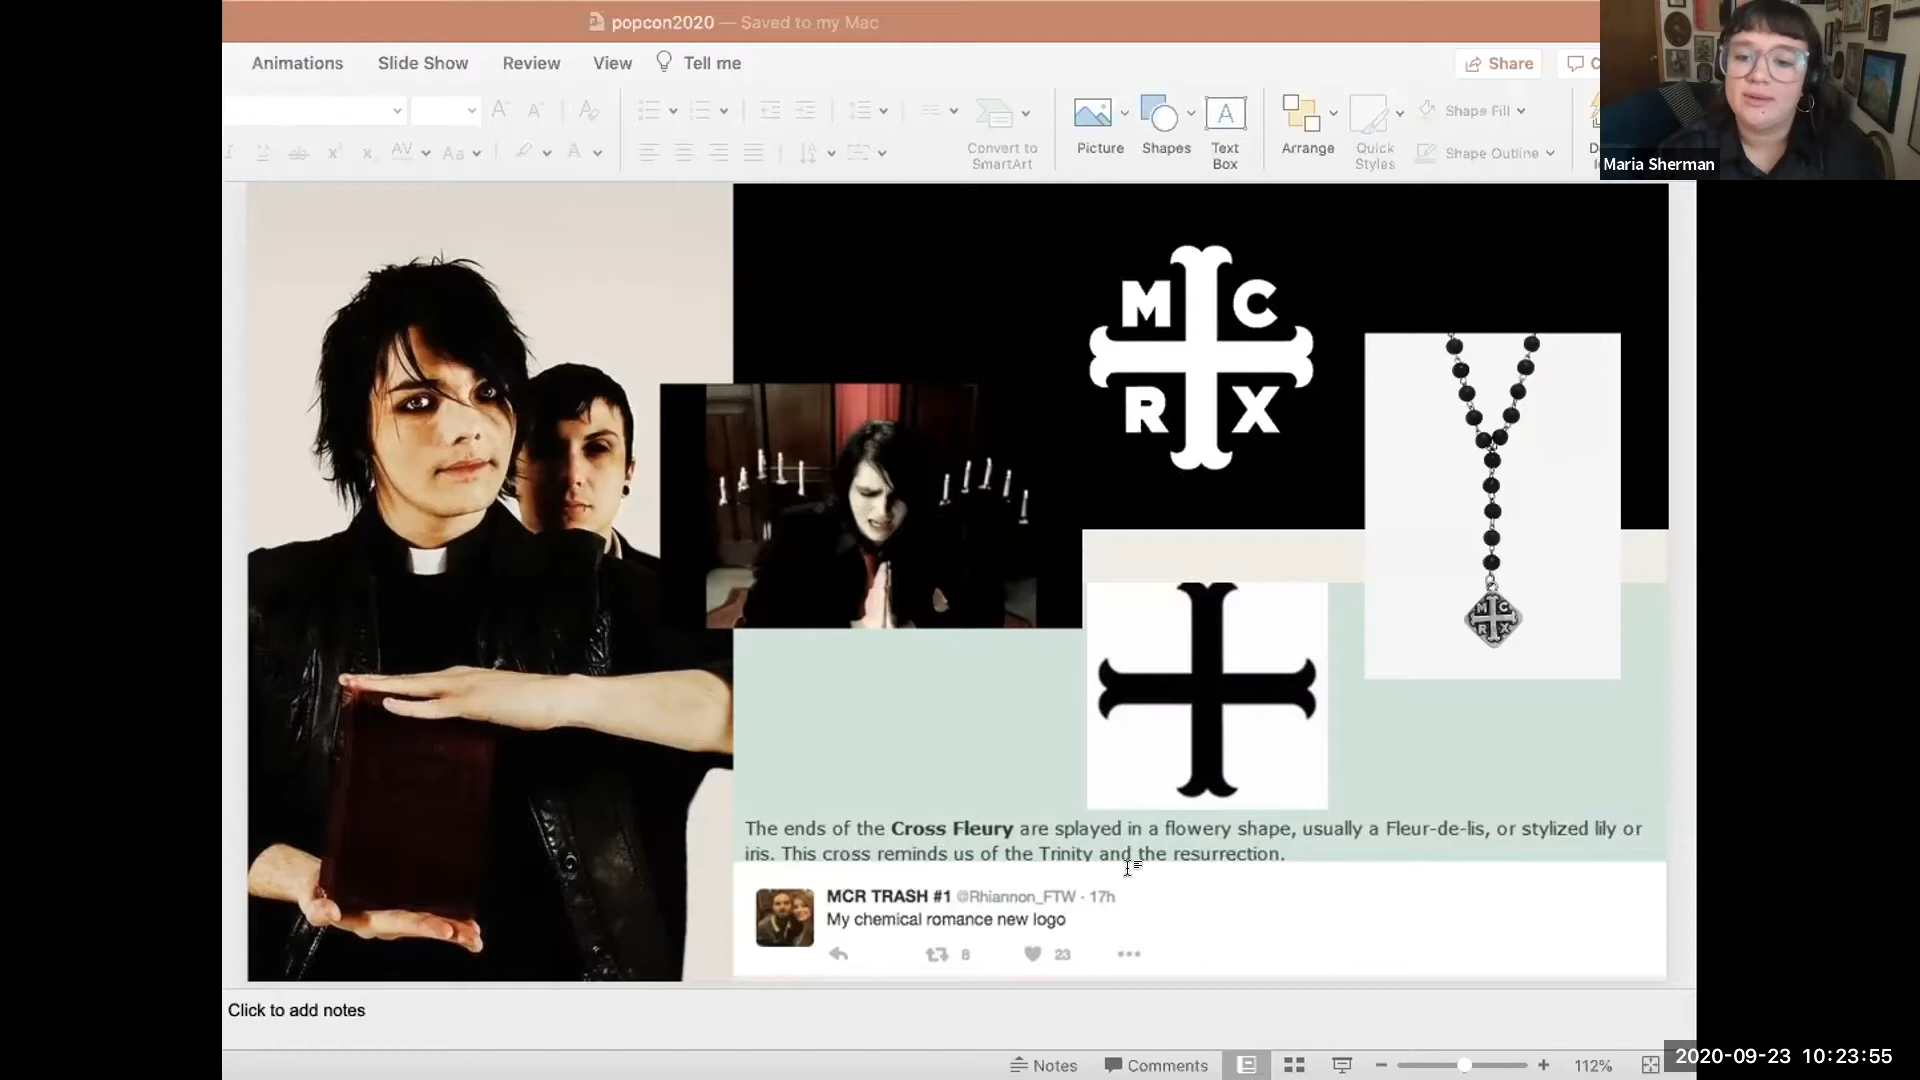 popcon2020 — Saved to my Mac
Animations Slide Show Review View Tell me
Share
Convert to SmartArt
Picture
Shapes
Text Box
Arrange
Quick Styles
Shape Fill
Shape Outline
Maria Sherman
M C
R X
M C
R X
The ends of the Cross Fleury are splayed in a flowery shape, usually a Fleur-de-lis, or stylized lily or
iris. This cross reminds us of the Trinity and the resurrection.
MCR TRASH #1 @Rhiannon_FTW · 17h
My chemical romance new logo
8 23
Click to add notes
Notes Comments 112%
2020-09-23 10:23:55